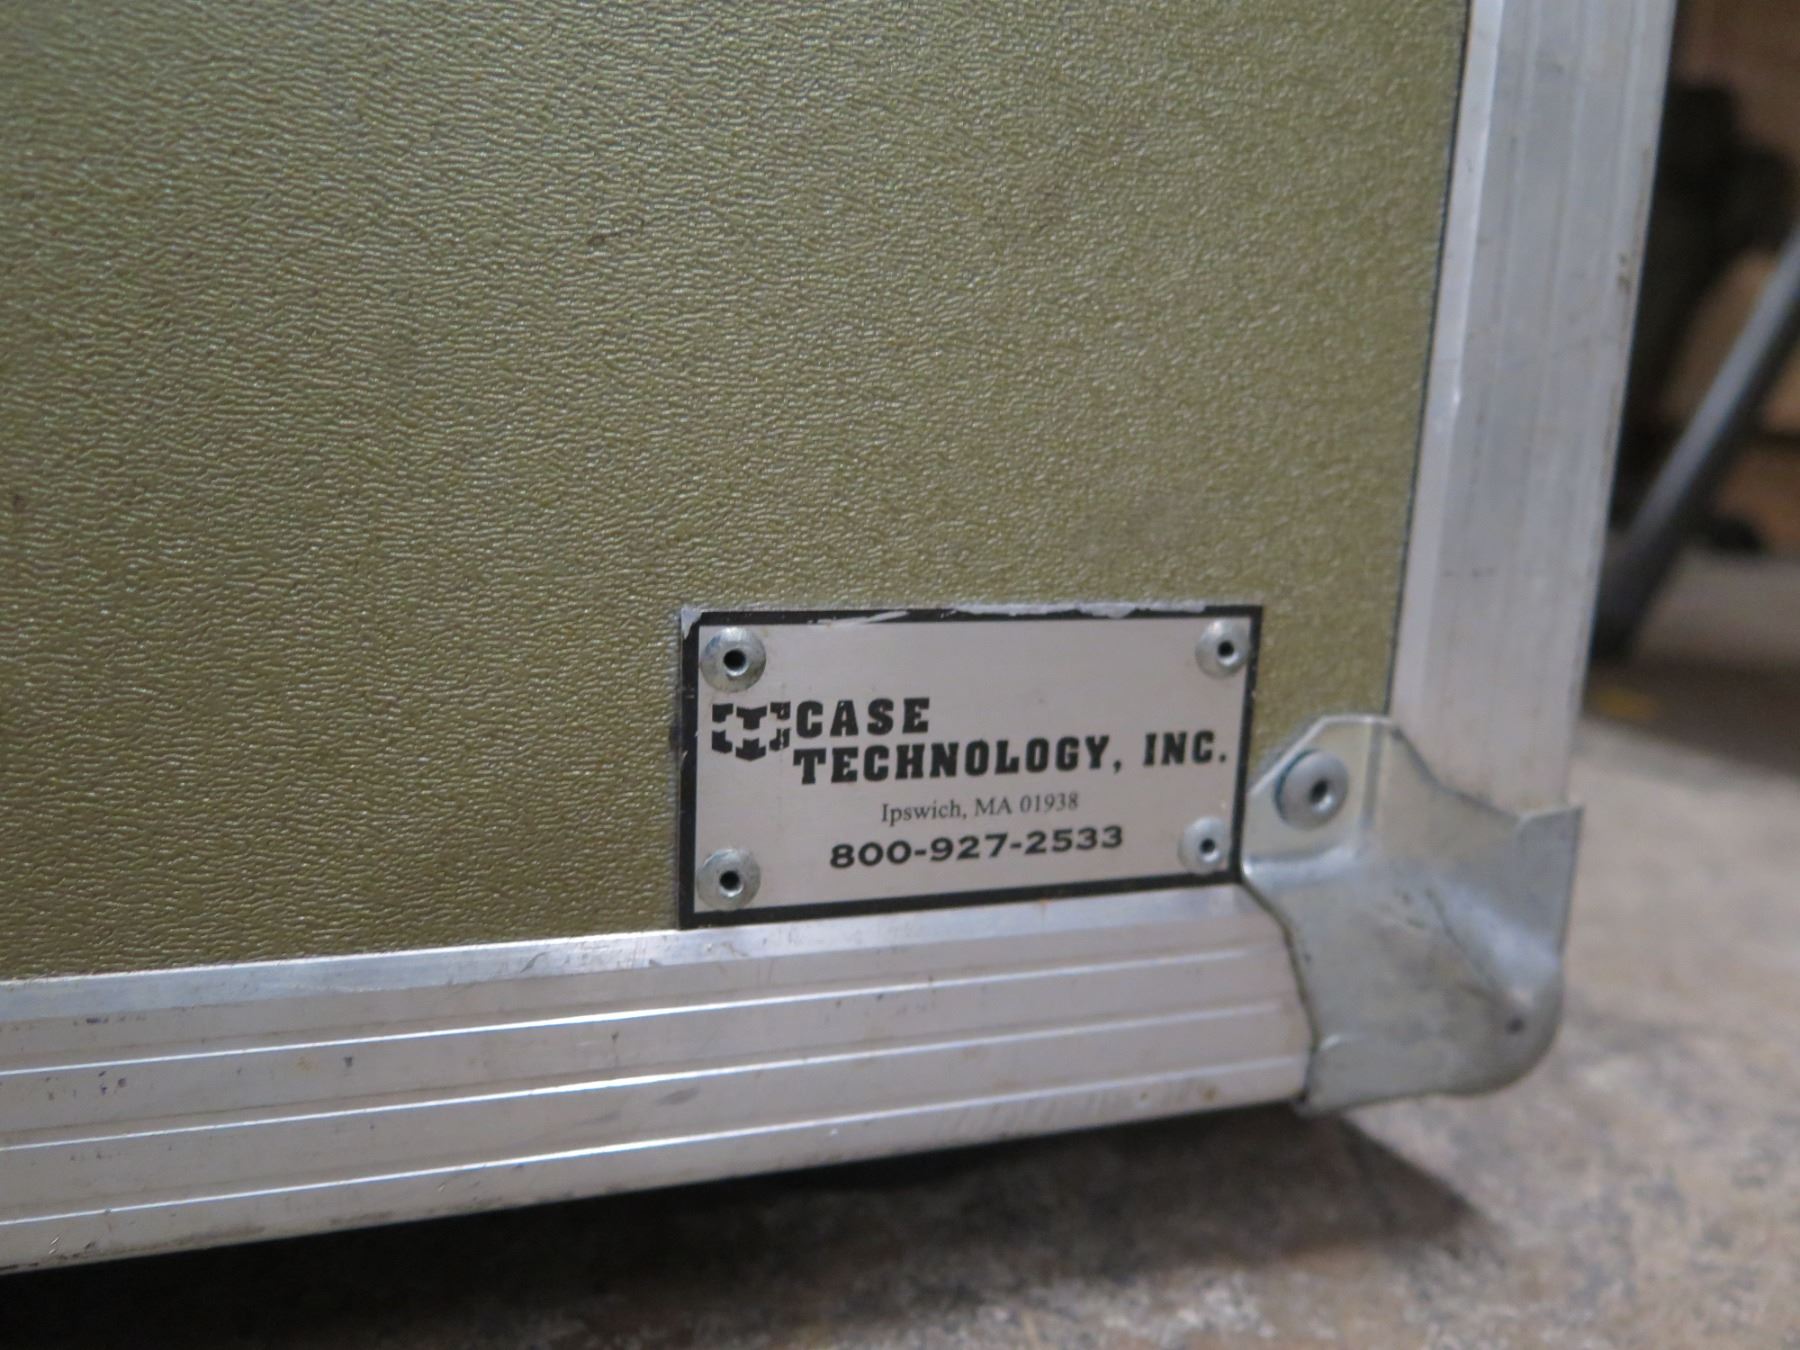 CASE
TECHNOLOGY, INC.
Ipswich, MA 01938
800-927-2533